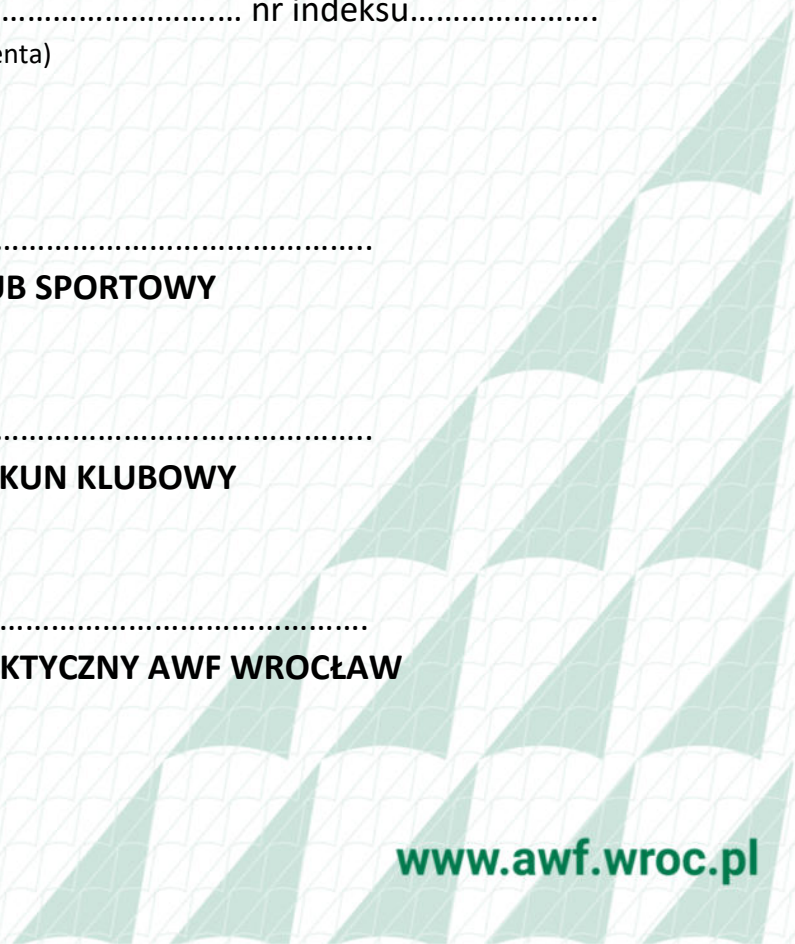 …………………….… nr indeksu………………….
enta)
……………………………………..
UB SPORTOWY
……………………………………..
KUN KLUBOWY
…………………………………….
KTYCZNY AWF WROCŁAW
www.awf.wroc.pl